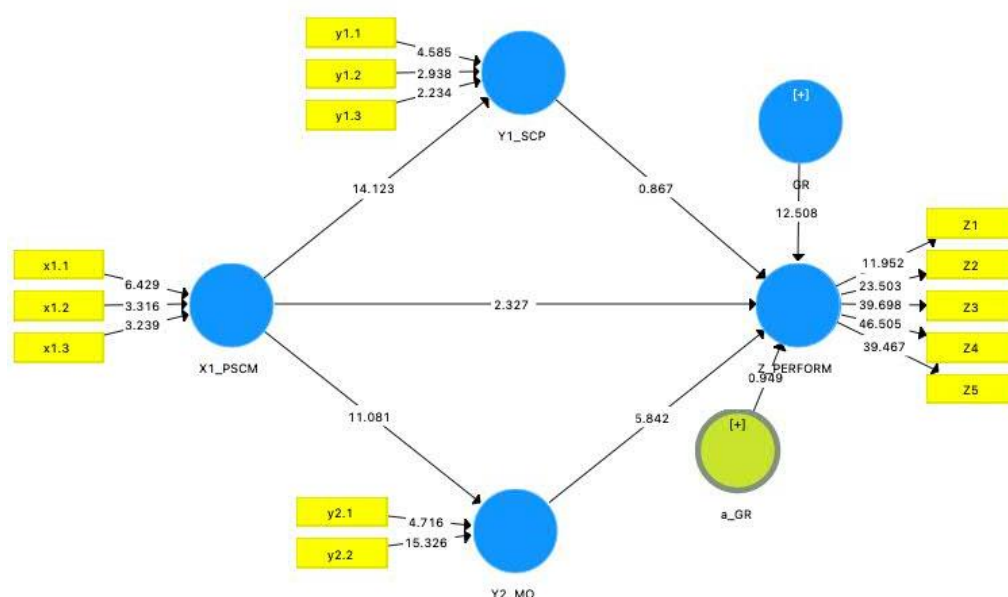 y1.1
y1.2
y1.3
4.585
2.938
2.234
Y1_SCP
[+]
GR
12.508
14.123
0.867
x1.1
x1.2
x1.3
6.429
3.316
3.239
X1_PSCM
2.327
Z_PERFORM
11.952
23.503
39.698
46.505
39.467
Z1
Z2
Z3
Z4
Z5
0.949
[+]
a_GR
11.081
5.842
y2.1
y2.2
4.716
15.326
Y2_MO